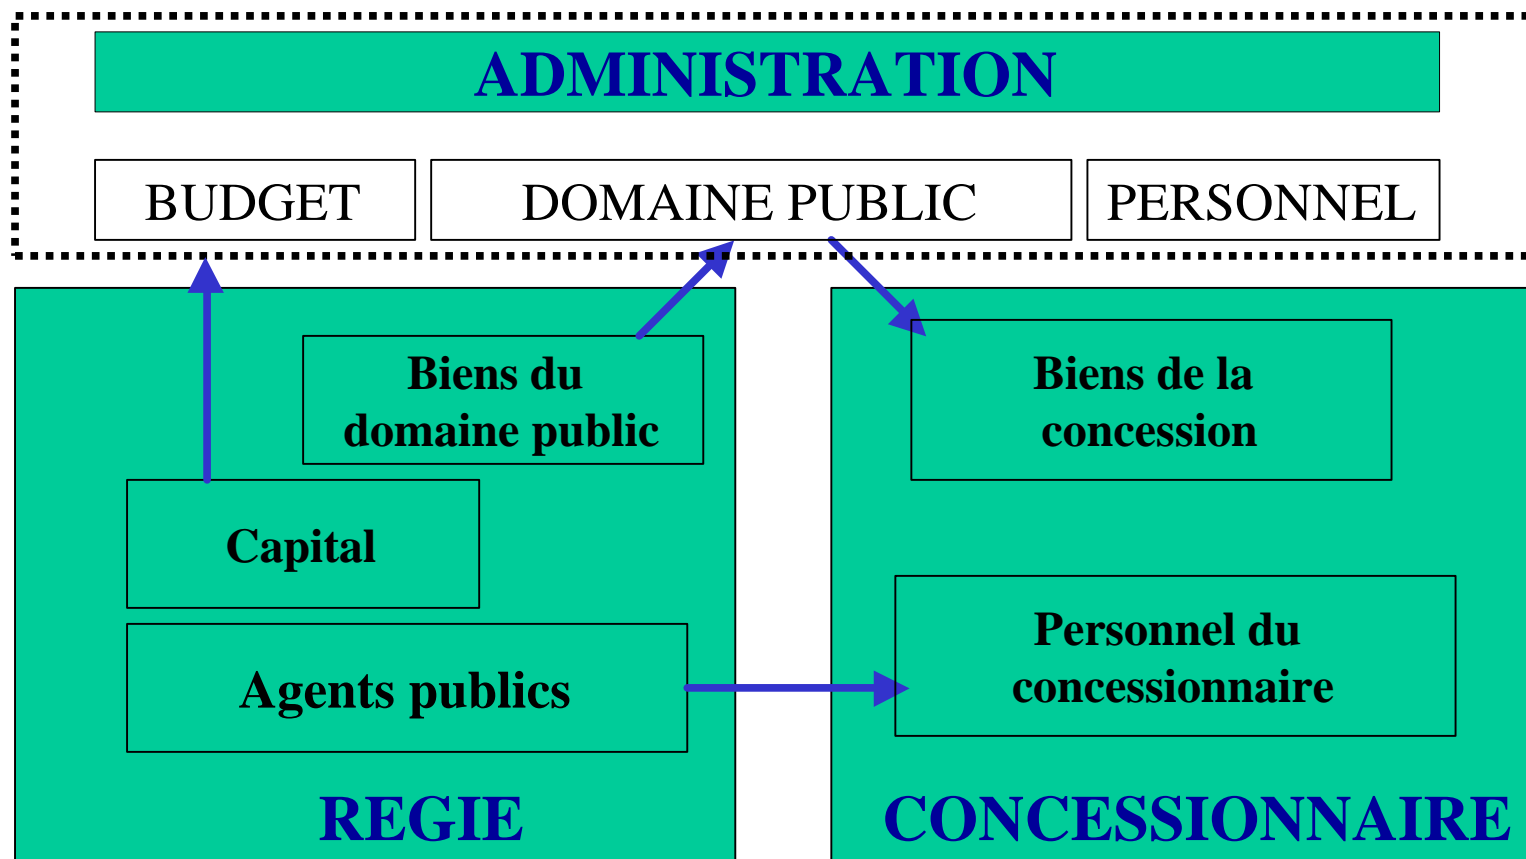 ADMINISTRATION
BUDGET
DOMAINE PUBLIC
PERSONNEL
Biens du
domaine public
Capital
Agents publics
REGIE
Biens de la
concession
Personnel du
concessionnaire
CONCESSIONNAIRE